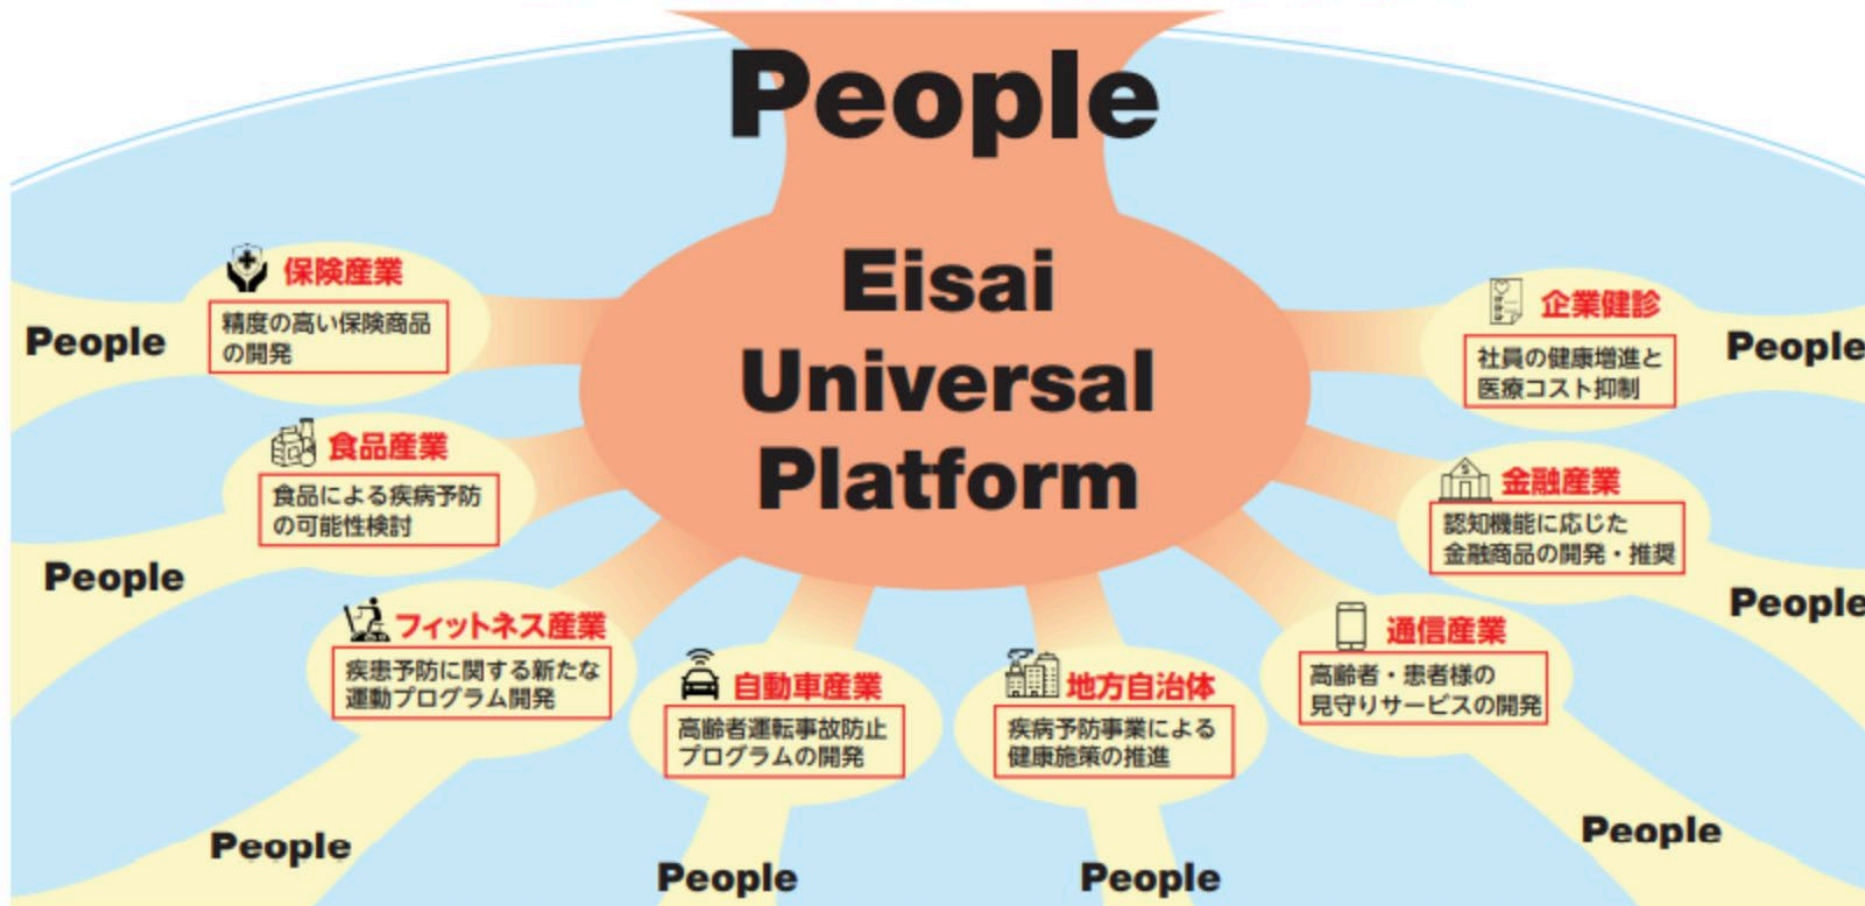 People
Eisai
Universal
Platform
保険産業
精度の高い保険商品
の開発
People
食品産業
食品による疾病予防
の可能性検討
People
フィットネス産業
疾患予防に関する新たな
運動プログラム開発
People
自動車産業
高齢者運転事故防止
プログラムの開発
People
地方自治体
疾病予防事業による
健康施策の推進
People
通信産業
高齢者・患者様の
見守りサービスの開発
People
金融産業
認知機能に応じた
金融商品の開発・推奨
People
企業健診
社員の健康増進と
医療コスト抑制
People